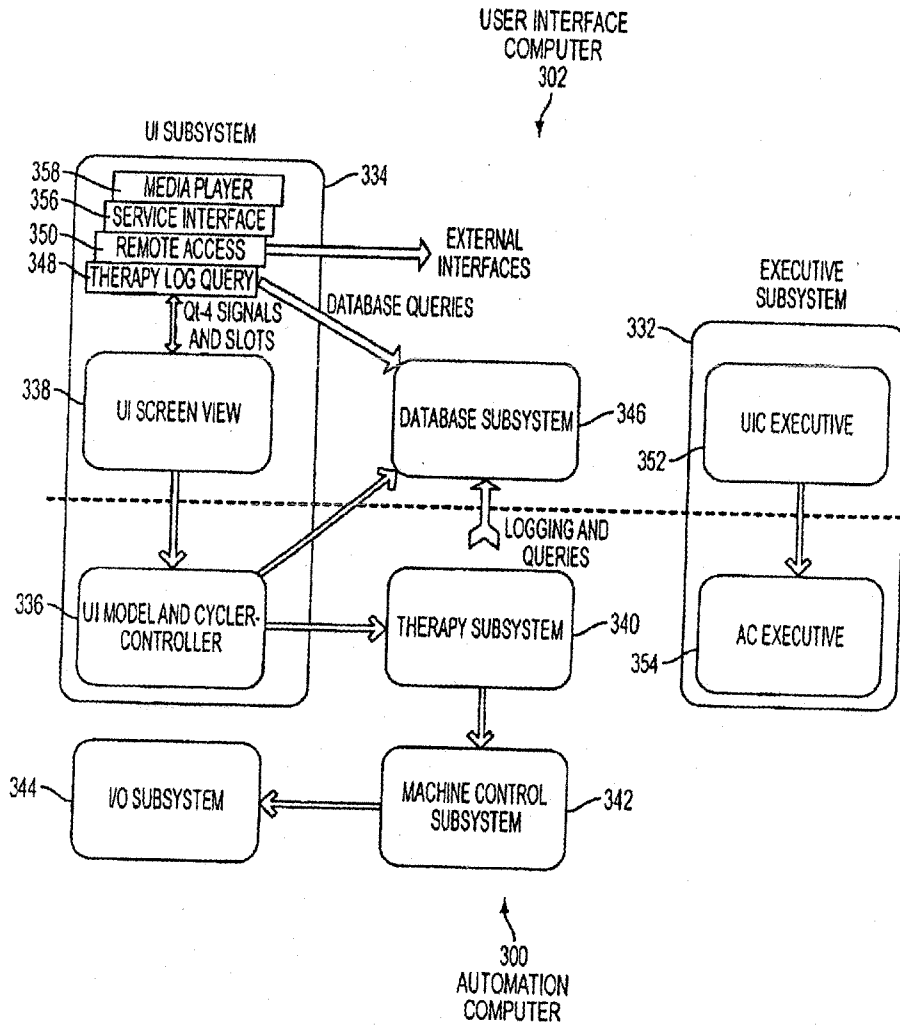 USER INTERFACE
COMPUTER
302
UI SUBSYSTEM
334
358
MEDIA PLAYER
356
SERVICE INTERFACE
350
REMOTE ACCESS
348
THERAPY LOG QUERY
EXTERNAL
INTERFACES
DATABASE QUERIES
Qt-4 SIGNALS
AND SLOTS
EXECUTIVE
SUBSYSTEM
332
338
UI SCREEN VIEW
DATABASE SUBSYSTEM
346
UIC EXECUTIVE
352
LOGGING AND
QUERIES
336
UI MODEL AND CYCLER-
CONTROLLER
THERAPY SUBSYSTEM
340
AC EXECUTIVE
354
344
I/O SUBSYSTEM
MACHINE CONTROL
SUBSYSTEM
342
300
AUTOMATION
COMPUTER